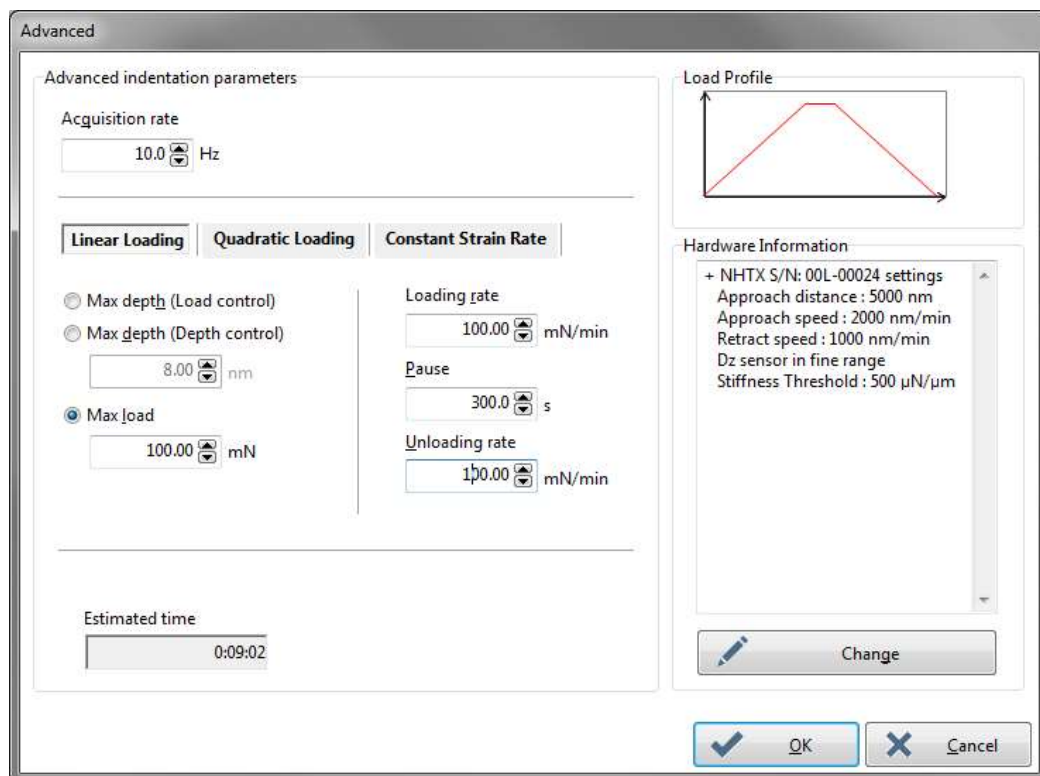 Advanced
Advanced indentation parameters
Acquisition rate
10.0 Hz
Linear Loading Quadratic Loading Constant Strain Rate
Max depth (Load control)
Max depth (Depth control)
8.00 nm
Max load
100.00 mN
Loading rate
100.00 mN/min
Pause
300.0 s
Unloading rate
100.00 mN/min
Estimated time
0:09:02
Load Profile
Hardware Information
+ NHTX S/N: 00L-00024 settings
Approach distance : 5000 nm
Approach speed : 2000 nm/min
Retract speed : 1000 nm/min
Dz sensor in fine range
Stiffness Threshold : 500 µN/µm
Change
OK Cancel